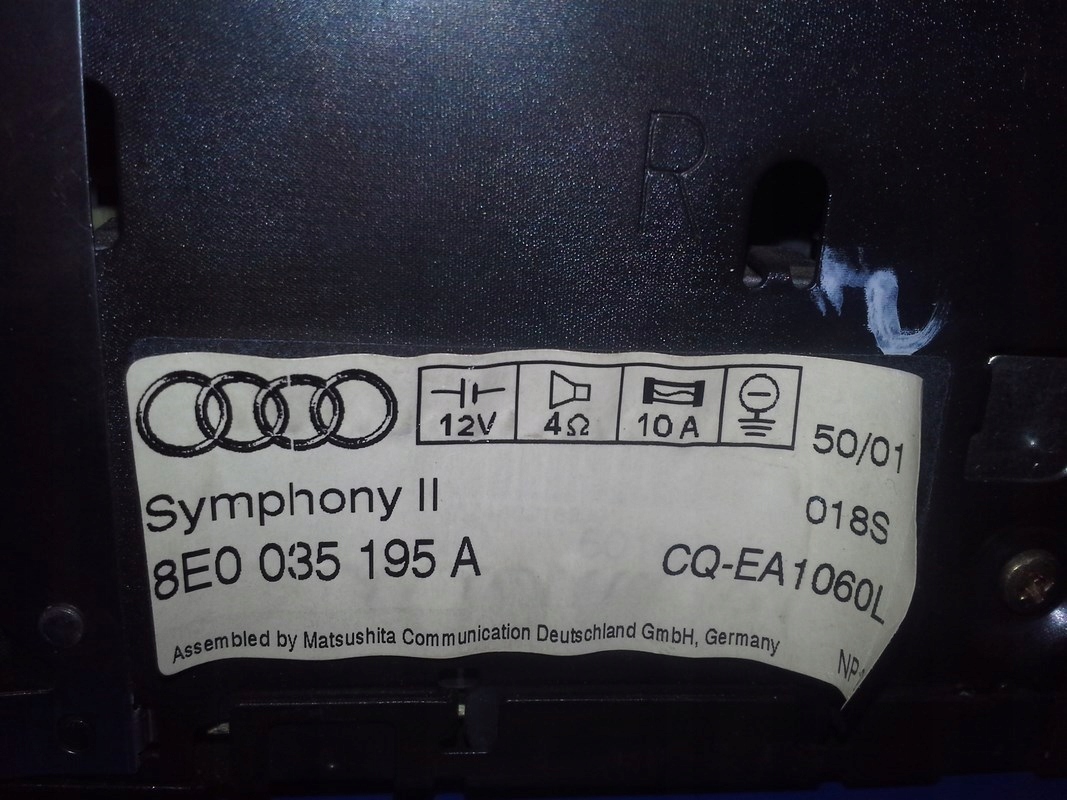 R
12V 4Ω 10A
50/01
Symphony II
018S
8E0 035 195 A
CQ-EA1060L
Assembled by Matsushita Communication Deutschland GmbH, Germany